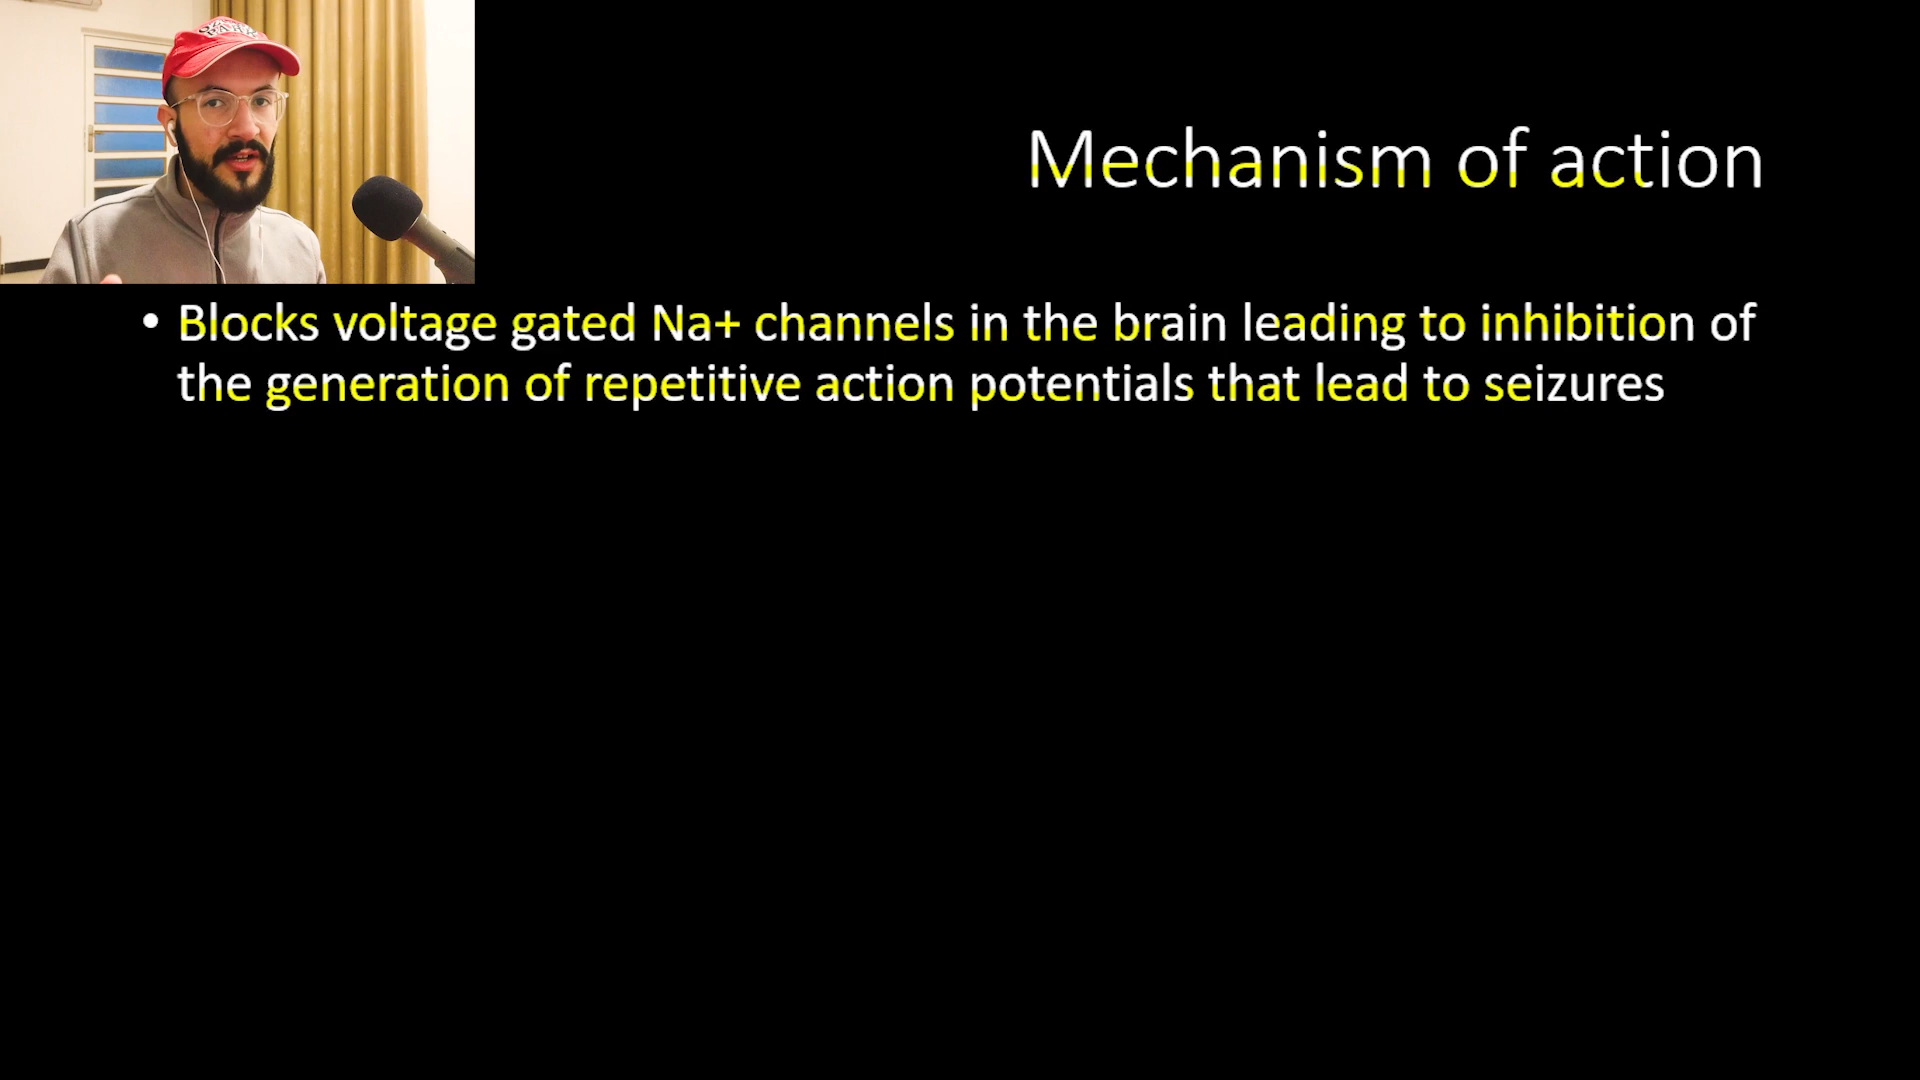 Mechanism of action
• Blocks voltage gated Na+ channels in the brain leading to inhibition of
the generation of repetitive action potentials that lead to seizures